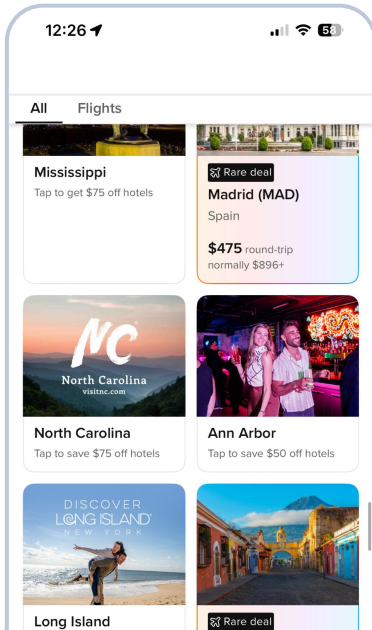 12:26
58
All
Flights
Mississippi
Tap to get $75 off hotels
Rare deal
Madrid (MAD)
Spain
$475 round-trip
normally $896+
NC
North Carolina
visitnc.com
North Carolina
Tap to save $75 off hotels
Ann Arbor
Tap to save $50 off hotels
DISCOVER
LONG ISLAND
NEW YORK
Long Island
Rare deal